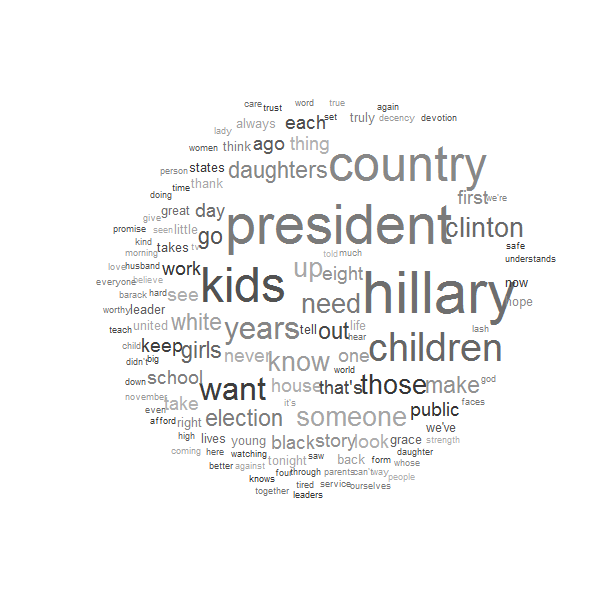 care trust word true again
lady always each set truly decency devotion
women think ago thing
person states daughters country
doing time thank first we're
give great day president clinton
promise seen little go
kind takes tv told much safe
morning work up eight understands
love husband believe kids hillary now
everyone see need hope
barack hard
worthy leader white years
teach united tell out life lash
child keep girls hear children
didn't big never know one
down school house that's world those make god
november take want it's faces
even
afford right election someone public
high lives young black story look grace we've
coming here watching back daughter strength
better against tonight saw form whose
knows four through parents can't way people
together tired service ourselves
leaders